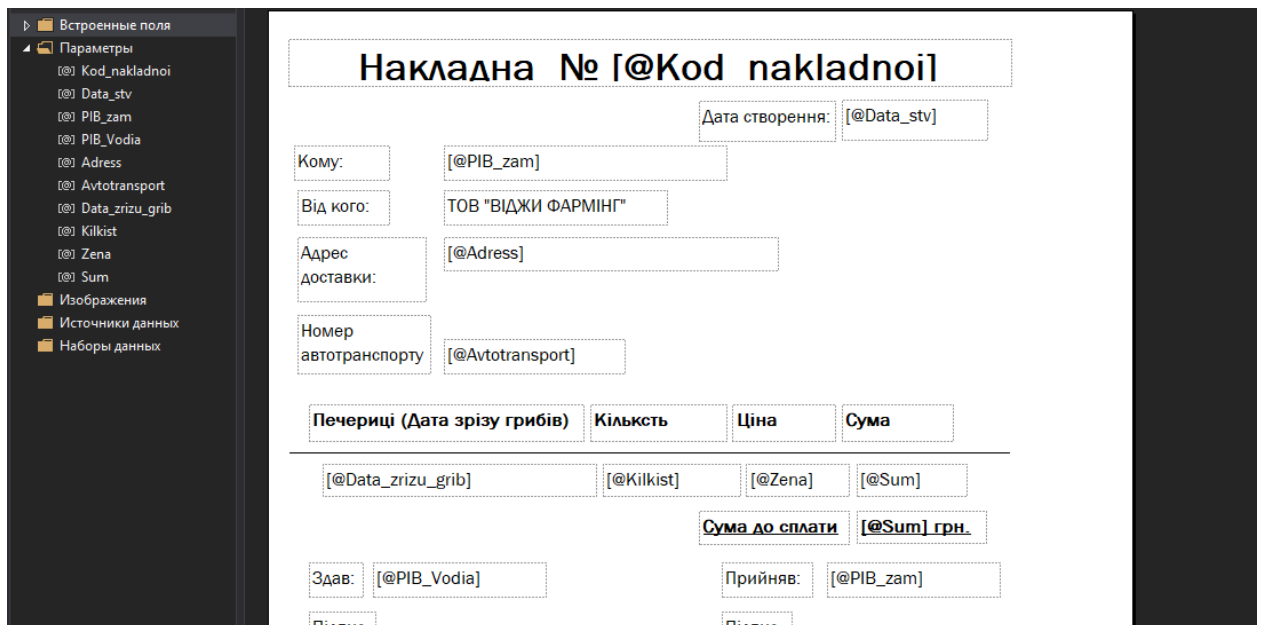 Встроенные поля
Параметры
[@] Kod_nakladnoi
[@] Data_stv
[@] PIB_zam
[@] PIB_Vodia
[@] Adress
[@] Avtotransport
[@] Data_zrizu_grib
[@] Kilkist
[@] Zena
[@] Sum
Изображения
Источники данных
Наборы данных
Накладна № [@Kod_nakladnoi]
Дата створення: [@Data_stv]
Кому: [@PIB_zam]
Від кого: ТОВ "ВІДЖИ ФАРМІНГ"
Адрес [@Adress]
доставки:
Номер
автотранспорту [@Avtotransport]
Печериці (Дата зрізу грибів) Кільксть Ціна Сума
[@Data_zrizu_grib] [@Kilkist] [@Zena] [@Sum]
Сума до сплати [@Sum] грн.
Здав: [@PIB_Vodia] Прийняв: [@PIB_zam]